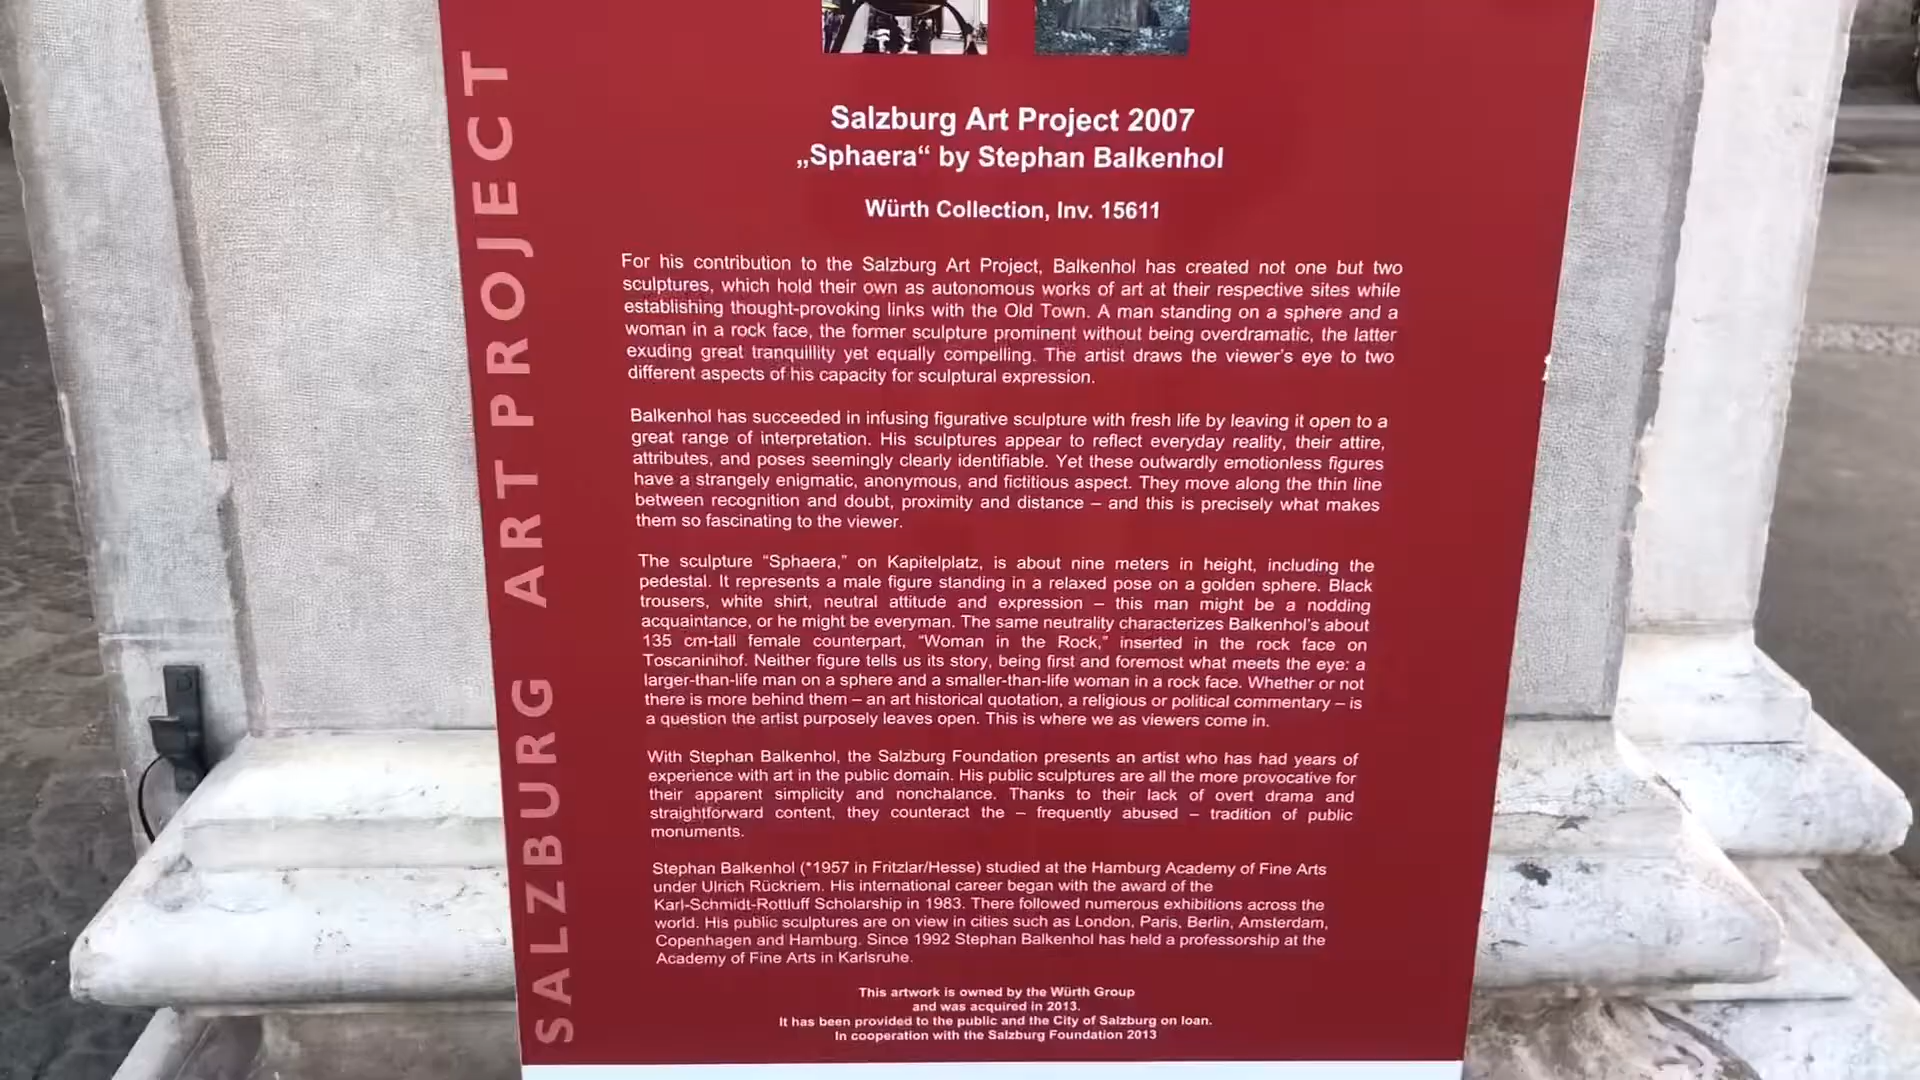 SALZBURG ART PROJECT
Salzburg Art Project 2007
„Sphaera“ by Stephan Balkenhol
Würth Collection, Inv. 15611
For his contribution to the Salzburg Art Project, Balkenhol has created not one but two
sculptures, which hold their own as autonomous works of art at their respective sites while
establishing thought-provoking links with the Old Town. A man standing on a sphere and a
woman in a rock face, the former sculpture prominent without being overdramatic, the latter
exuding great tranquillity yet equally compelling. The artist draws the viewer's eye to two
different aspects of his capacity for sculptural expression.
Balkenhol has succeeded in infusing figurative sculpture with fresh life by leaving it open to a
great range of interpretation. His sculptures appear to reflect everyday reality, their attire,
attributes, and poses seemingly clearly identifiable. Yet these outwardly emotionless figures
have a strangely enigmatic, anonymous, and fictitious aspect. They move along the thin line
between recognition and doubt, proximity and distance – and this is precisely what makes
them so fascinating to the viewer.
The sculpture “Sphaera,” on Kapitelplatz, is about nine meters in height, including the
pedestal. It represents a male figure standing in a relaxed pose on a golden sphere. Black
trousers, white shirt, neutral attitude and expression – this man might be a nodding
acquaintance, or he might be everyman. The same neutrality characterizes Balkenhol's about
135 cm-tall female counterpart, “Woman in the Rock,” inserted in the rock face on
Toscaninihof. Neither figure tells us its story, being first and foremost what meets the eye: a
larger-than-life man on a sphere and a smaller-than-life woman in a rock face. Whether or not
there is more behind them – an art historical quotation, a religious or political commentary – is
a question the artist purposely leaves open. This is where we as viewers come in.
With Stephan Balkenhol, the Salzburg Foundation presents an artist who has had years of
experience with art in the public domain. His public sculptures are all the more provocative for
their apparent simplicity and nonchalance. Thanks to their lack of overt drama and
straightforward content, they counteract the – frequently abused – tradition of public
monuments.
Stephan Balkenhol (*1957 in Fritzlar/Hesse) studied at the Hamburg Academy of Fine Arts
under Ulrich Rückriem. His international career began with the award of the
Karl-Schmidt-Rottluff Scholarship in 1983. There followed numerous exhibitions across the
world. His public sculptures are on view in cities such as London, Paris, Berlin, Amsterdam,
Copenhagen and Hamburg. Since 1992 Stephan Balkenhol has held a professorship at the
Academy of Fine Arts in Karlsruhe.
This artwork is owned by the Würth Group
and was acquired in 2013.
It has been provided to the public and the City of Salzburg on loan.
In cooperation with the Salzburg Foundation 2013